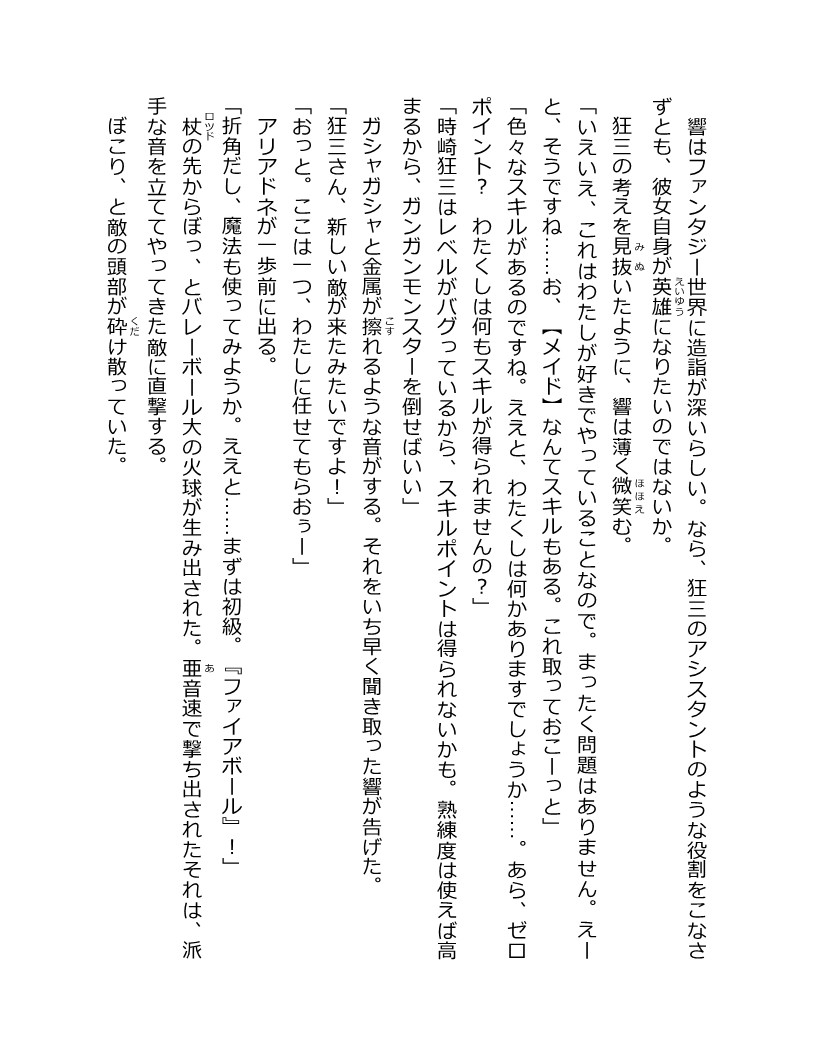 響はファンタジー世界に造詣が深いらしい。なら、狂三のアシスタントのような役割をこなさ
ずとも、彼女自身が英雄になりたいのではないか。
　狂三の考えを見抜いたように、響は薄く微笑む。
「いえいえ、これはわたしが好きでやっていることなので。まったく問題はありません。えー
と、そうですね……お、【メイド】なんてスキルもある。これ取っておこーっと」
「色々なスキルがあるのですね。ええと、わたくしは何かありますでしょうか……。あら、ゼロ
ポイント？　わたくしは何もスキルが得られませんの？」
「時崎狂三はレベルがバグっているから、スキルポイントは得られないかも。熟練度は使えば高
まるから、ガンガンモンスターを倒せばいい」
　ガシャガシャと金属が擦れるような音がする。それをいち早く聞き取った響が告げた。
「狂三さん、新しい敵が来たみたいですよ！」
「おっと。ここは一つ、わたしに任せてもらおぅー」
　アリアドネが一歩前に出る。
「折角だし、魔法も使ってみようか。ええと……まずは初級。『ファイアボール』！」
　杖の先からぼっ、とバレーボール大の火球が生み出された。亜音速で撃ち出されたそれは、派
手な音を立ててやってきた敵に直撃する。
　ぼこり、と敵の頭部が砕け散っていた。